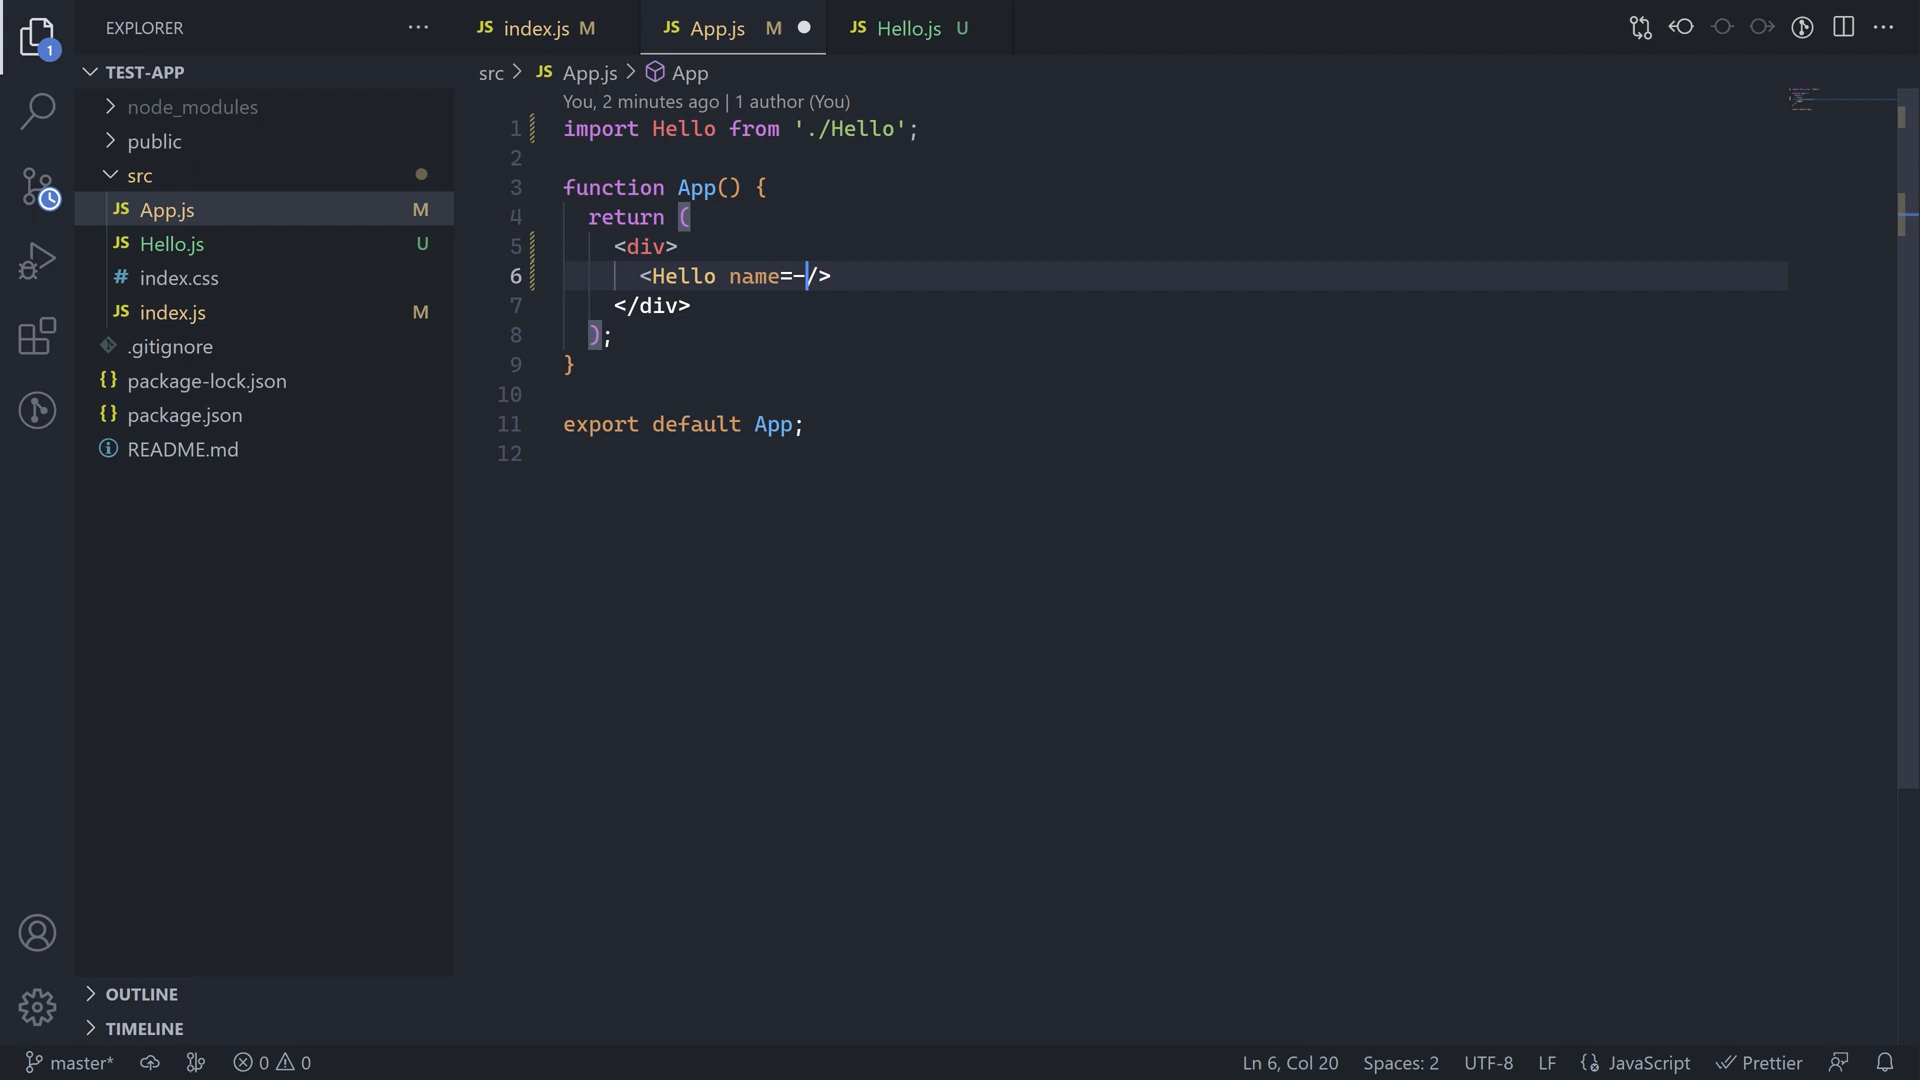 EXPLORER
TEST-APP
node_modules
public
src
JS App.js M
JS Hello.js U
# index.css
JS index.js M
.gitignore
{} package-lock.json
{} package.json
README.md
OUTLINE
TIMELINE
1
JS index.js M
JS App.js M
JS Hello.js U
src > JS App.js > App
You, 2 minutes ago | 1 author (You)
1 import Hello from './Hello';
2
3 function App() {
4 return (
5 <div>
6 <Hello name=-/>
7 </div>
8 );
9 }
10
11 export default App;
12
master* 0 0
Ln 6, Col 20 Spaces: 2 UTF-8 LF {} JavaScript Prettier